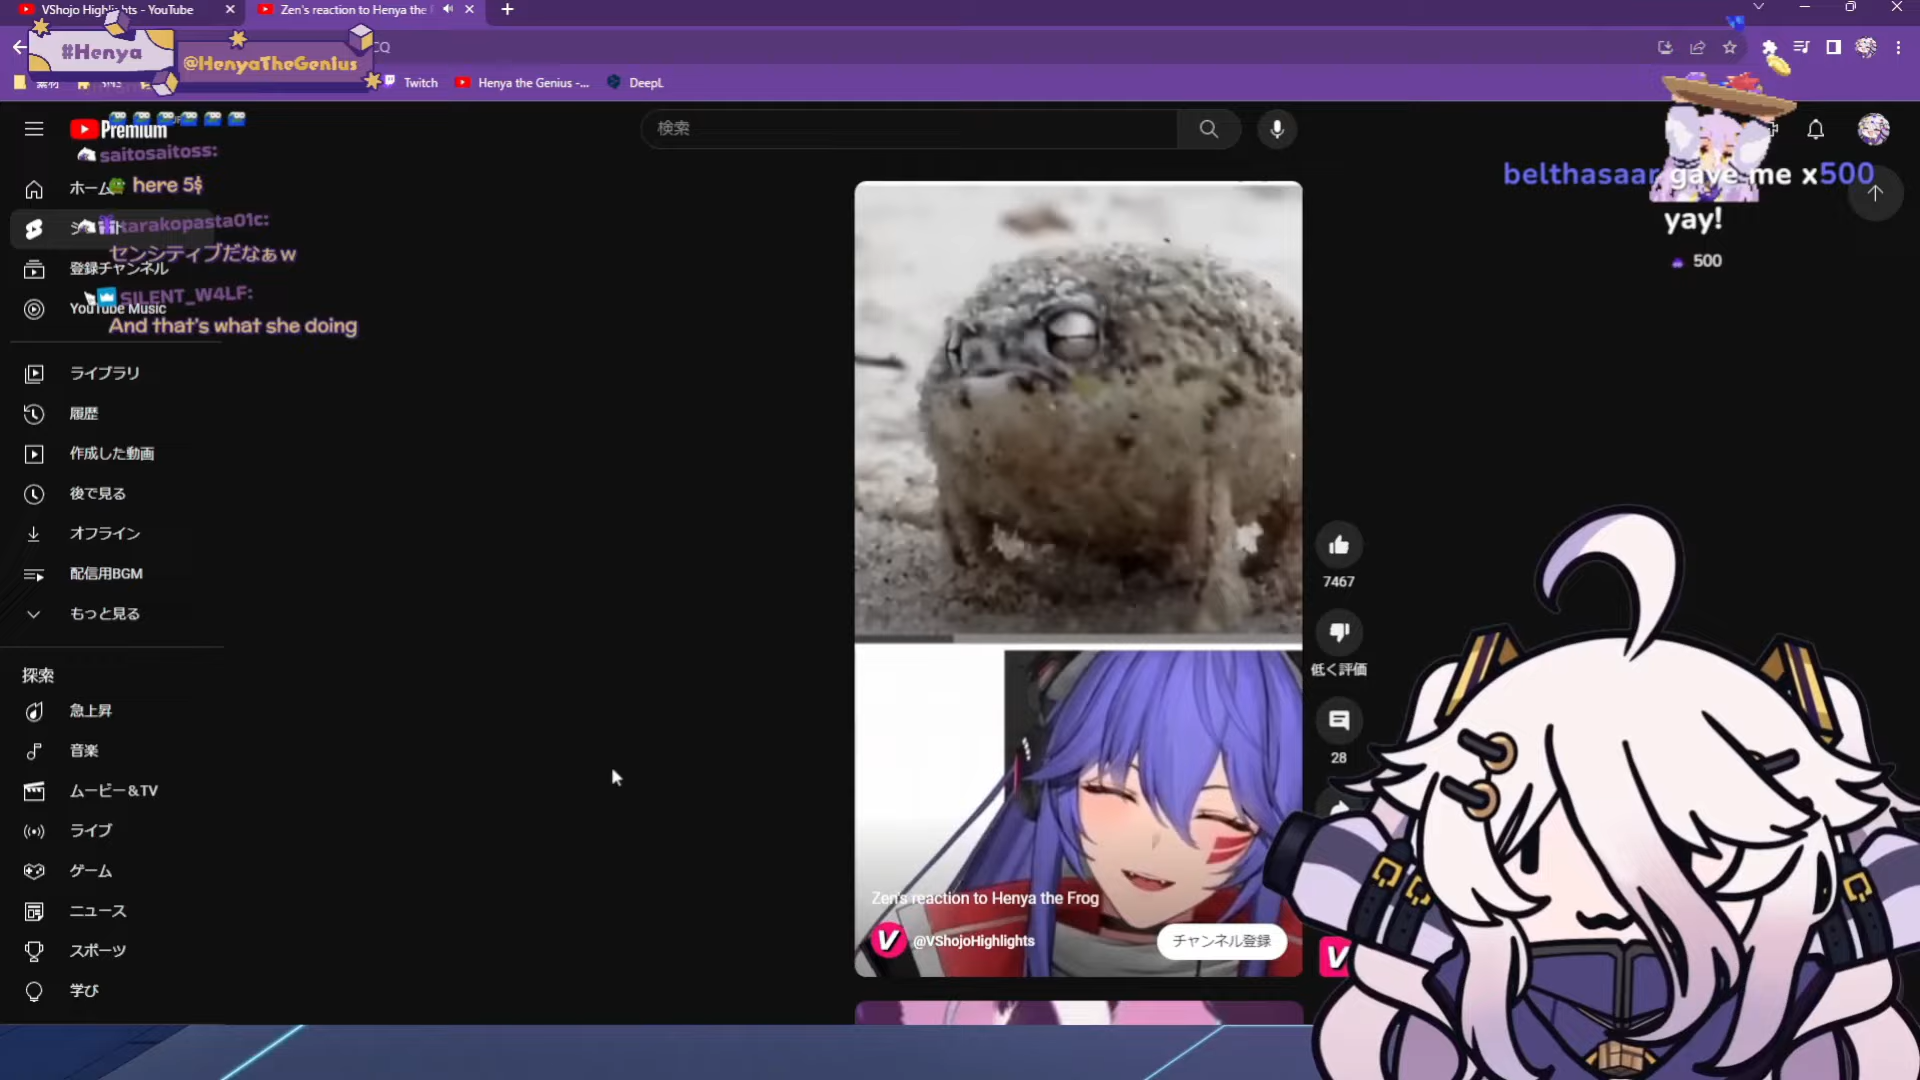 VShojo Highlights - YouTube
Zen's reaction to Henya the
#Henya
@HenyaTheGenius
CQ
素材
SNS
Twitch
Henya the Genius -...
DeepL
Premium
検索
saitosaitoss:
ホーム
here 5$
tarakopasta01c:
センシティブだなぁw
登録チャンネル
SILENT_W4LF:
YouTube Music
And that's what she doing
ライブラリ
履歴
作成した動画
後で見る
オフライン
配信用BGM
もっと見る
探索
急上昇
音楽
ムービー&TV
ライブ
ゲーム
ニュース
スポーツ
学び
belthasaar gave me x500
yay!
500
7467
低く評価
28
Zen's reaction to Henya the Frog
V
@VShojoHighlights
チャンネル登録
V